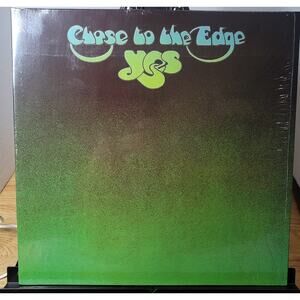 Close to the Edge
yes